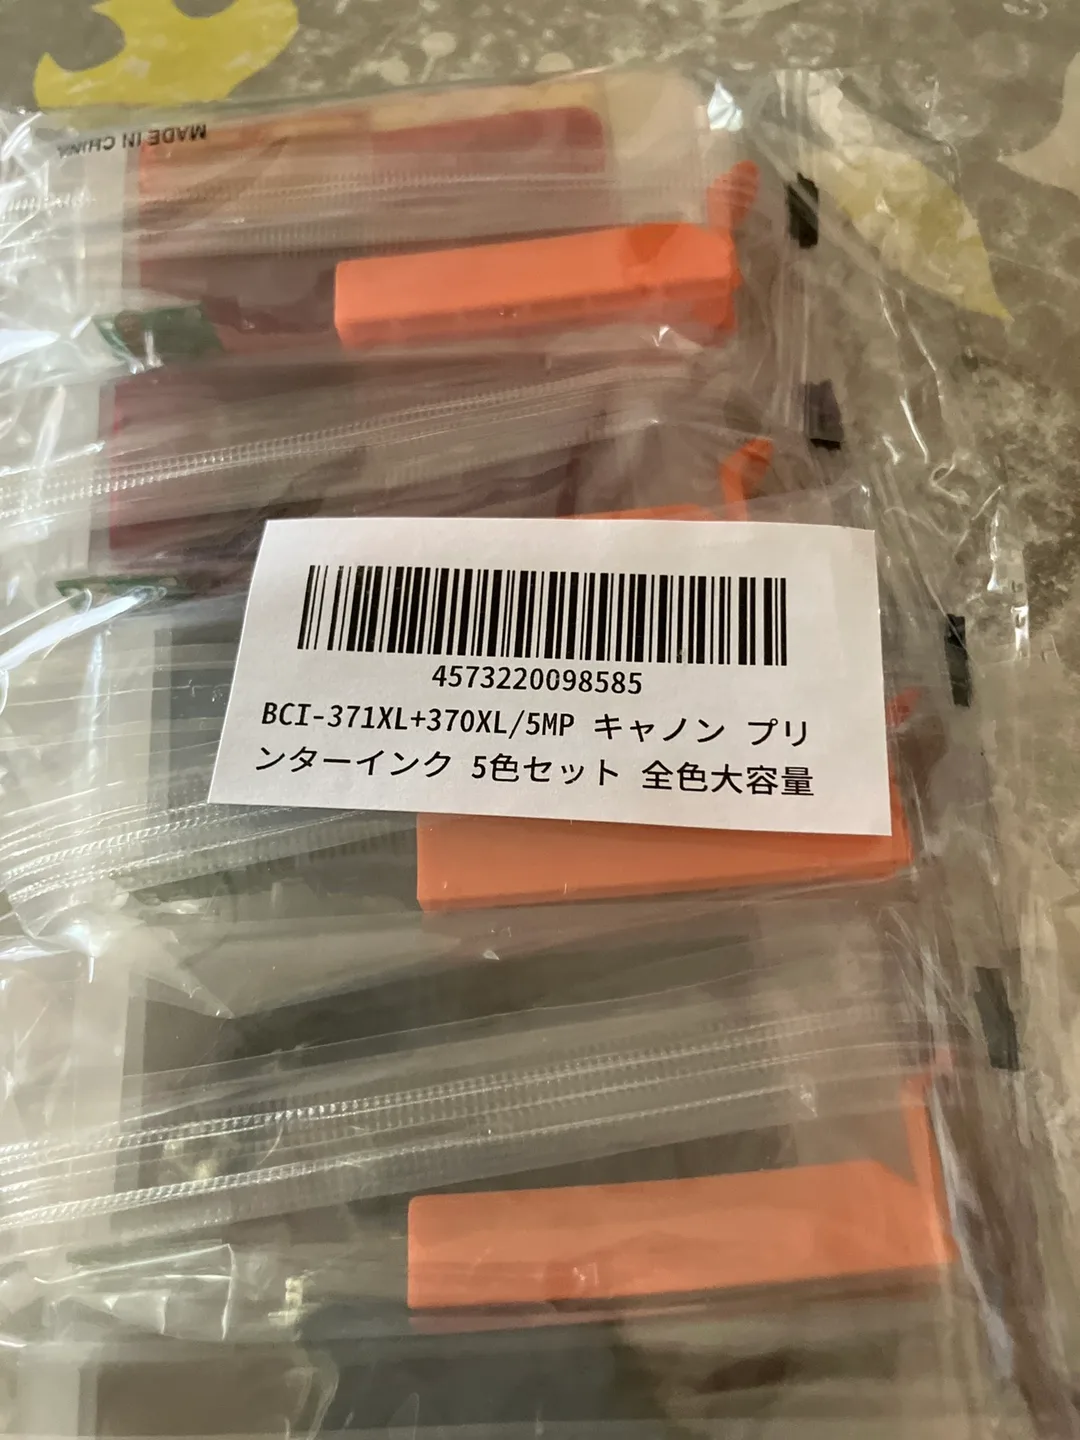 MADE IN CHINA
4573220098585
BCI-371XL+370XL/5MP キャノン プリ
ンターインク 5色セット 全色大容量